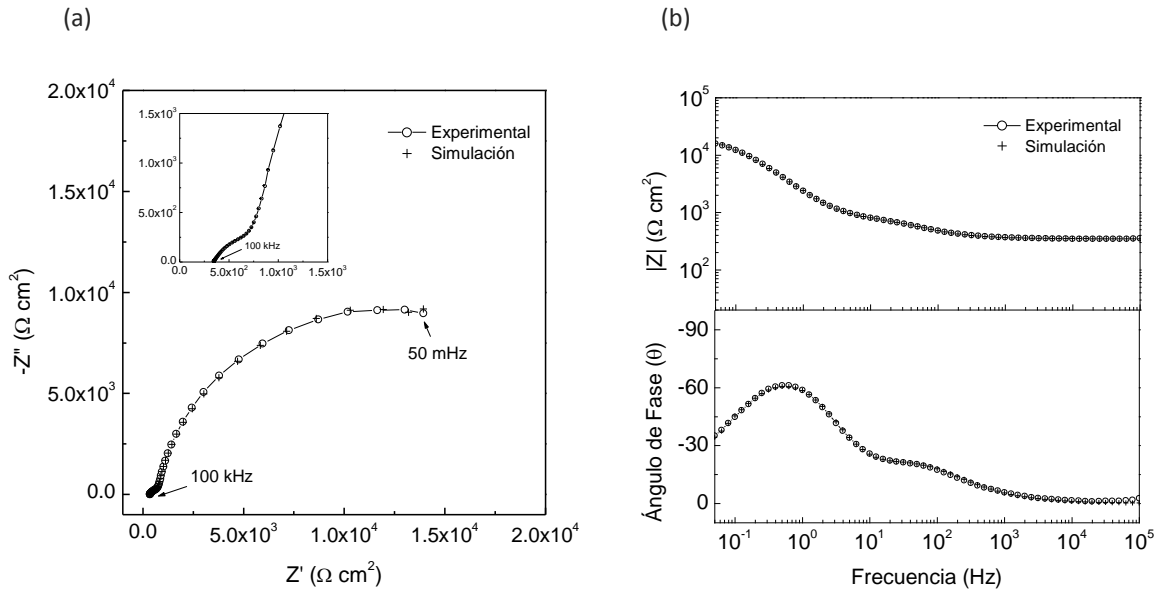 (a)
2.0x10⁴
1.5x10⁴
1.0x10⁴
5.0x10³
0.0
-Z" (Ω cm²)
1.5x10³
1.0x10³
5.0x10²
0.0
100 kHz
0.0
5.0x10²
1.0x10³
1.5x10³
Experimental
Simulación
50 mHz
100 kHz
0.0
5.0x10³
1.0x10⁴
1.5x10⁴
2.0x10⁴
Z' (Ω cm²)
(b)
10⁵
10⁴
10³
10²
|Z| (Ω cm²)
Experimental
Simulación
-90
-60
-30
0
Ángulo de Fase (θ)
10⁻¹
10⁰
10¹
10²
10³
10⁴
10⁵
Frecuencia (Hz)